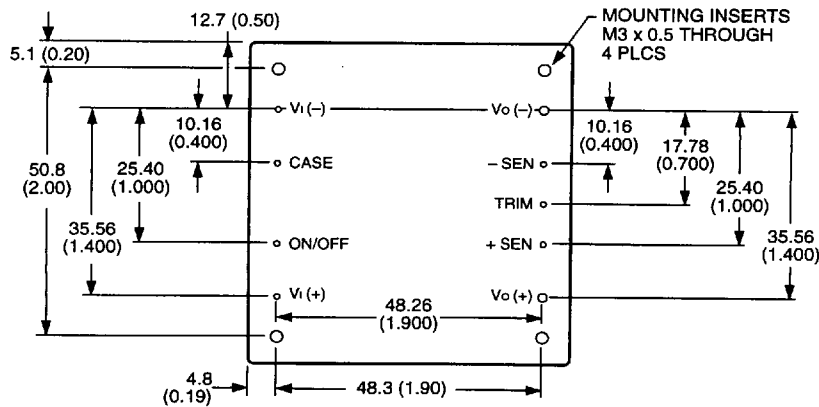 12.7 (0.50)
5.1 (0.20)
MOUNTING INSERTS
M3 x 0.5 THROUGH
4 PLCS
VI (–)
VO (–)
10.16
(0.400)
CASE
– SEN
10.16
(0.400)
17.78
(0.700)
50.8
(2.00)
25.40
(1.000)
TRIM
25.40
(1.000)
35.56
(1.400)
ON/OFF
+ SEN
35.56
(1.400)
VI (+)
VO (+)
48.26
(1.900)
4.8
(0.19)
48.3 (1.90)